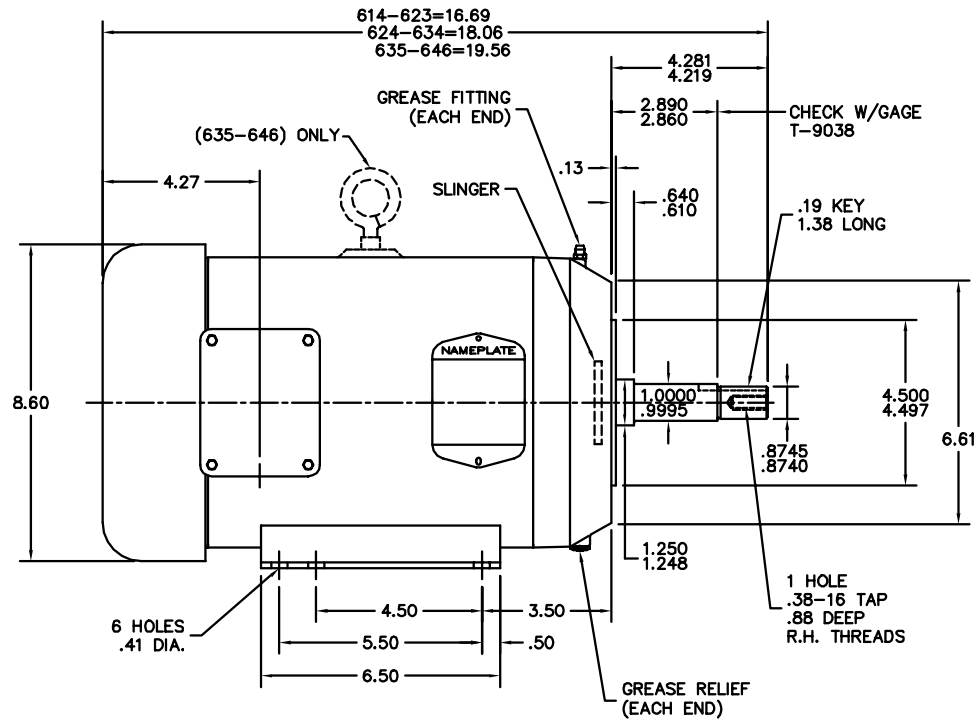 614-623=16.69
624-634=18.06
635-646=19.56
4.281
4.219
GREASE FITTING
(EACH END)
2.890
2.860
CHECK W/GAGE
T-9038
(635-646) ONLY
.13
4.27
SLINGER
.640
.610
.19 KEY
1.38 LONG
NAMEPLATE
8.60
1.0000
.9995
4.500
4.497
6.61
.8745
.8740
1.250
1.248
1 HOLE
.38-16 TAP
.88 DEEP
R.H. THREADS
6 HOLES
.41 DIA.
4.50
3.50
5.50
.50
6.50
GREASE RELIEF
(EACH END)